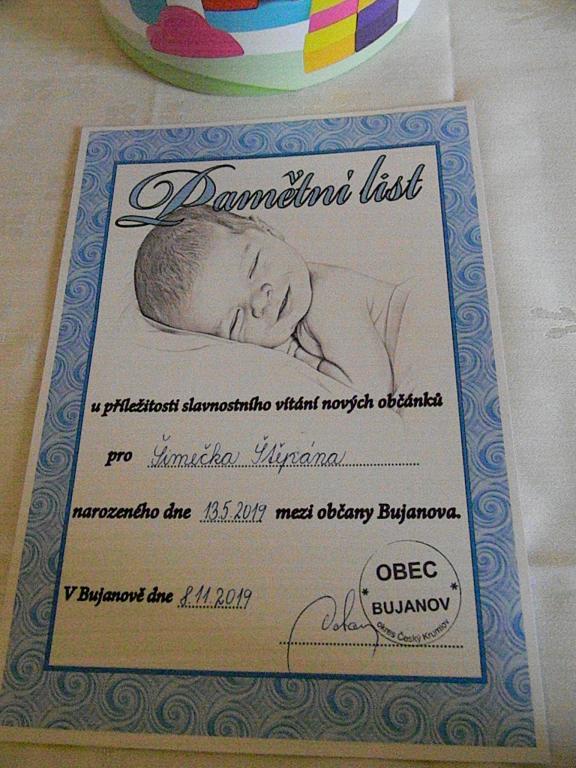 Pamětní list
u příležitosti slavnostního vítání nových občánků
pro Šimečka Štěpána
narozeného dne 13.5.2019 mezi občany Bujanova.
V Bujanově dne 8.11.2019
OBEC
* BUJANOV *
okres Český Krumlov